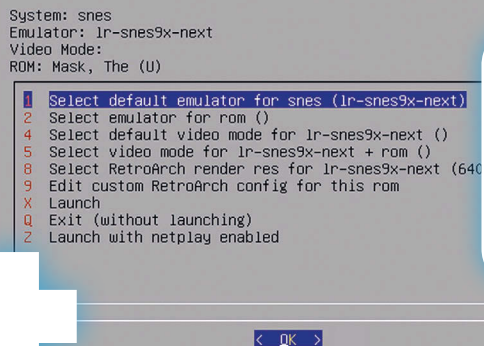 System: snes
Emulator: lr-snes9x-next
Video Mode:
ROM: Mask, The (U)
1 Select default emulator for snes (lr-snes9x-next)
2 Select emulator for rom ()
4 Select default video mode for lr-snes9x-next ()
5 Select video mode for lr-snes9x-next + rom ()
8 Select RetroArch render res for lr-snes9x-next (640
9 Edit custom RetroArch config for this rom
X Launch
Q Exit (without launching)
Z Launch with netplay enabled
< OK >